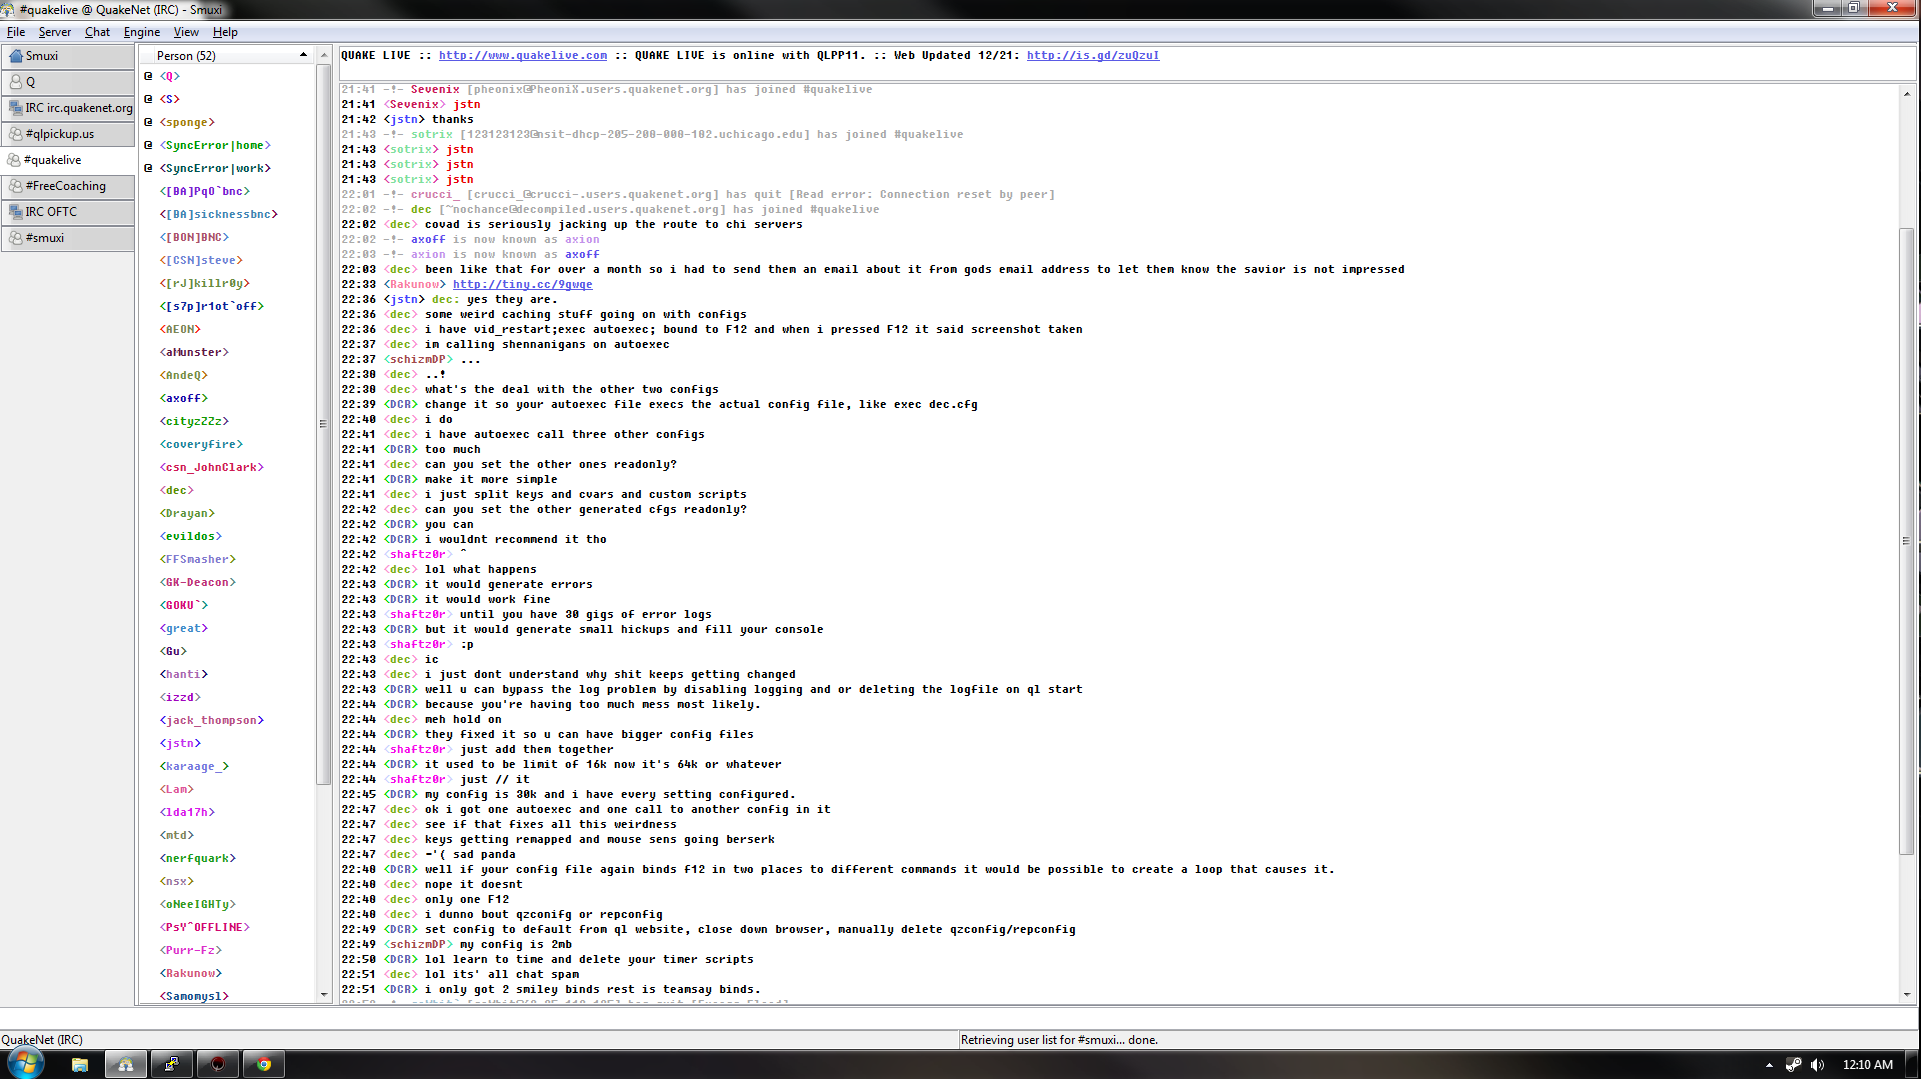 #quakelive @ QuakeNet (IRC) - Smuxi
File Server Chat Engine View Help
Smuxi
Q
IRC irc.quakenet.org
#qlpickup.us
#quakelive
#FreeCoaching
IRC OFTC
#smuxi
Person (52)
@ <Q>
@ <S>
@ <sponge>
@ <SyncError|home>
@ <SyncError|work>
<[BA]Pq0`bnc>
<[BA]sicknessbnc>
<[BON]BNC>
<[CSN]steve>
<[rJ]killr0y>
<[s7p]r1ot`off>
<AEON>
<aMunster>
<AndeQ>
<axoff>
<cityzZZz>
<coveryfire>
<csn_JohnClark>
<dec>
<Drayan>
<evildos>
<FFSmasher>
<GK-Deacon>
<GOKU`>
<great>
<Gu>
<hanti>
<izzd>
<jack_thompson>
<jstn>
<karaage_>
<Lam>
<lda17h>
<mtd>
<nerfquark>
<nsx>
<oNeeIGHTy>
<PsY^OFFLINE>
<Purr-Fz>
<Rakunow>
<Samomysl>
QUAKE LIVE :: http://www.quakelive.com :: QUAKE LIVE is online with QLPP11. :: Web Updated 12/21: http://is.gd/zuQzuI
21:41 -!- Sevenix [pheonix@PheoniX.users.quakenet.org] has joined #quakelive
21:41 <Sevenix> jstn
21:42 <jstn> thanks
21:43 -!- sotrix [123123123@nsit-dhcp-205-208-008-182.uchicago.edu] has joined #quakelive
21:43 <sotrix> jstn
21:43 <sotrix> jstn
21:43 <sotrix> jstn
22:01 -!- crucci_ [crucci_@crucci-.users.quakenet.org] has quit [Read error: Connection reset by peer]
22:02 -!- dec [~nochance@decompiled.users.quakenet.org] has joined #quakelive
22:02 <dec> covad is seriously jacking up the route to chi servers
22:02 -!- axoff is now known as axion
22:03 -!- axion is now known as axoff
22:03 <dec> been like that for over a month so i had to send them an email about it from gods email address to let them know the savior is not impressed
22:33 <Rakunow> http://tiny.cc/9gwqe
22:36 <jstn> dec: yes they are.
22:36 <dec> some weird caching stuff going on with configs
22:36 <dec> i have vid_restart;exec autoexec; bound to F12 and when i pressed F12 it said screenshot taken
22:37 <dec> im calling shennanigans on autoexec
22:37 <schizmDP> ...
22:38 <dec> ..!
22:38 <dec> what's the deal with the other two configs
22:39 <DCR> change it so your autoexec file execs the actual config file, like exec dec.cfg
22:40 <dec> i do
22:41 <dec> i have autoexec call three other configs
22:41 <DCR> too much
22:41 <dec> can you set the other ones readonly?
22:41 <DCR> make it more simple
22:41 <dec> i just split keys and cvars and custom scripts
22:42 <dec> can you set the other generated cfgs readonly?
22:42 <DCR> you can
22:42 <DCR> i wouldnt recommend it tho
22:42 <shaftz0r> ^
22:42 <dec> lol what happens
22:43 <DCR> it would generate errors
22:43 <DCR> it would work fine
22:43 <shaftz0r> until you have 30 gigs of error logs
22:43 <DCR> but it would generate small hickups and fill your console
22:43 <shaftz0r> :p
22:43 <dec> ic
22:43 <dec> i just dont understand why shit keeps getting changed
22:43 <DCR> well u can bypass the log problem by disabling logging and or deleting the logfile on ql start
22:44 <DCR> because you're having too much mess most likely.
22:44 <dec> meh hold on
22:44 <DCR> they fixed it so u can have bigger config files
22:44 <shaftz0r> just add them together
22:44 <DCR> it used to be limit of 16k now it's 64k or whatever
22:44 <shaftz0r> just // it
22:45 <DCR> my config is 30k and i have every setting configured.
22:47 <dec> ok i got one autoexec and one call to another config in it
22:47 <dec> see if that fixes all this weirdness
22:47 <dec> keys getting remapped and mouse sens going berserk
22:47 <dec> -'( sad panda
22:48 <DCR> well if your config file again binds f12 in two places to different commands it would be possible to create a loop that causes it.
22:48 <dec> nope it doesnt
22:48 <dec> only one F12
22:48 <dec> i dunno bout qzconifg or repconfig
22:49 <DCR> set config to default from ql website, close down browser, manually delete qzconfig/repconfig
22:49 <schizmDP> my config is 2mb
22:50 <DCR> lol learn to time and delete your timer scripts
22:51 <dec> lol its' all chat spam
22:51 <DCR> i only got 2 smiley binds rest is teamsay binds.
QuakeNet (IRC)
Retrieving user list for #smuxi... done.
12:10 AM